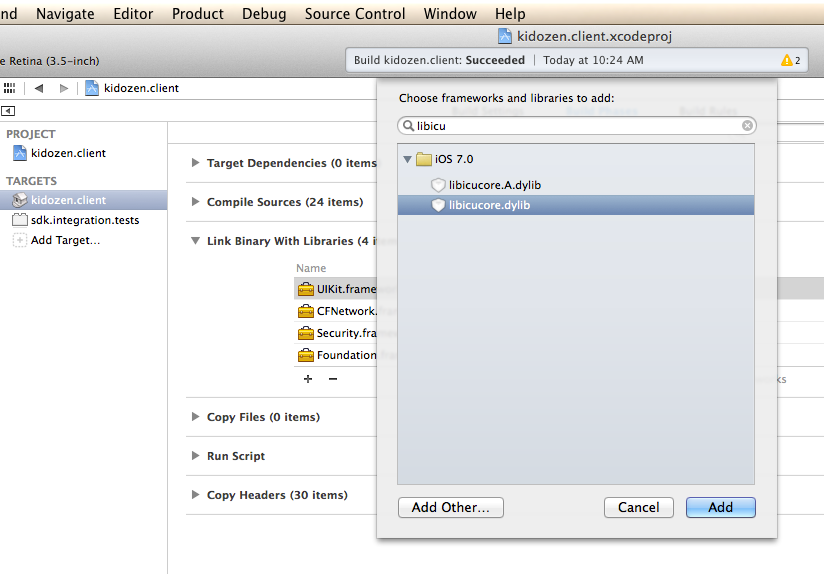 nd Navigate Editor Product Debug Source Control Window Help
kidozen.client.xcodeproj
e Retina (3.5-inch)
Build kidozen.client: Succeeded | Today at 10:24 AM 2
kidozen.client
Choose frameworks and libraries to add:
libicu
PROJECT
kidozen.client
TARGETS
kidozen.client
sdk.integration.tests
Add Target...
Target Dependencies (0 items
Compile Sources (24 items)
Link Binary With Libraries (4 i
Name
UIKit.frame
CFNetwork.
Security.fra
Foundation
Copy Files (0 items)
Run Script
Copy Headers (30 items)
iOS 7.0
libicucore.A.dylib
libicucore.dylib
ks
Add Other...
Cancel
Add